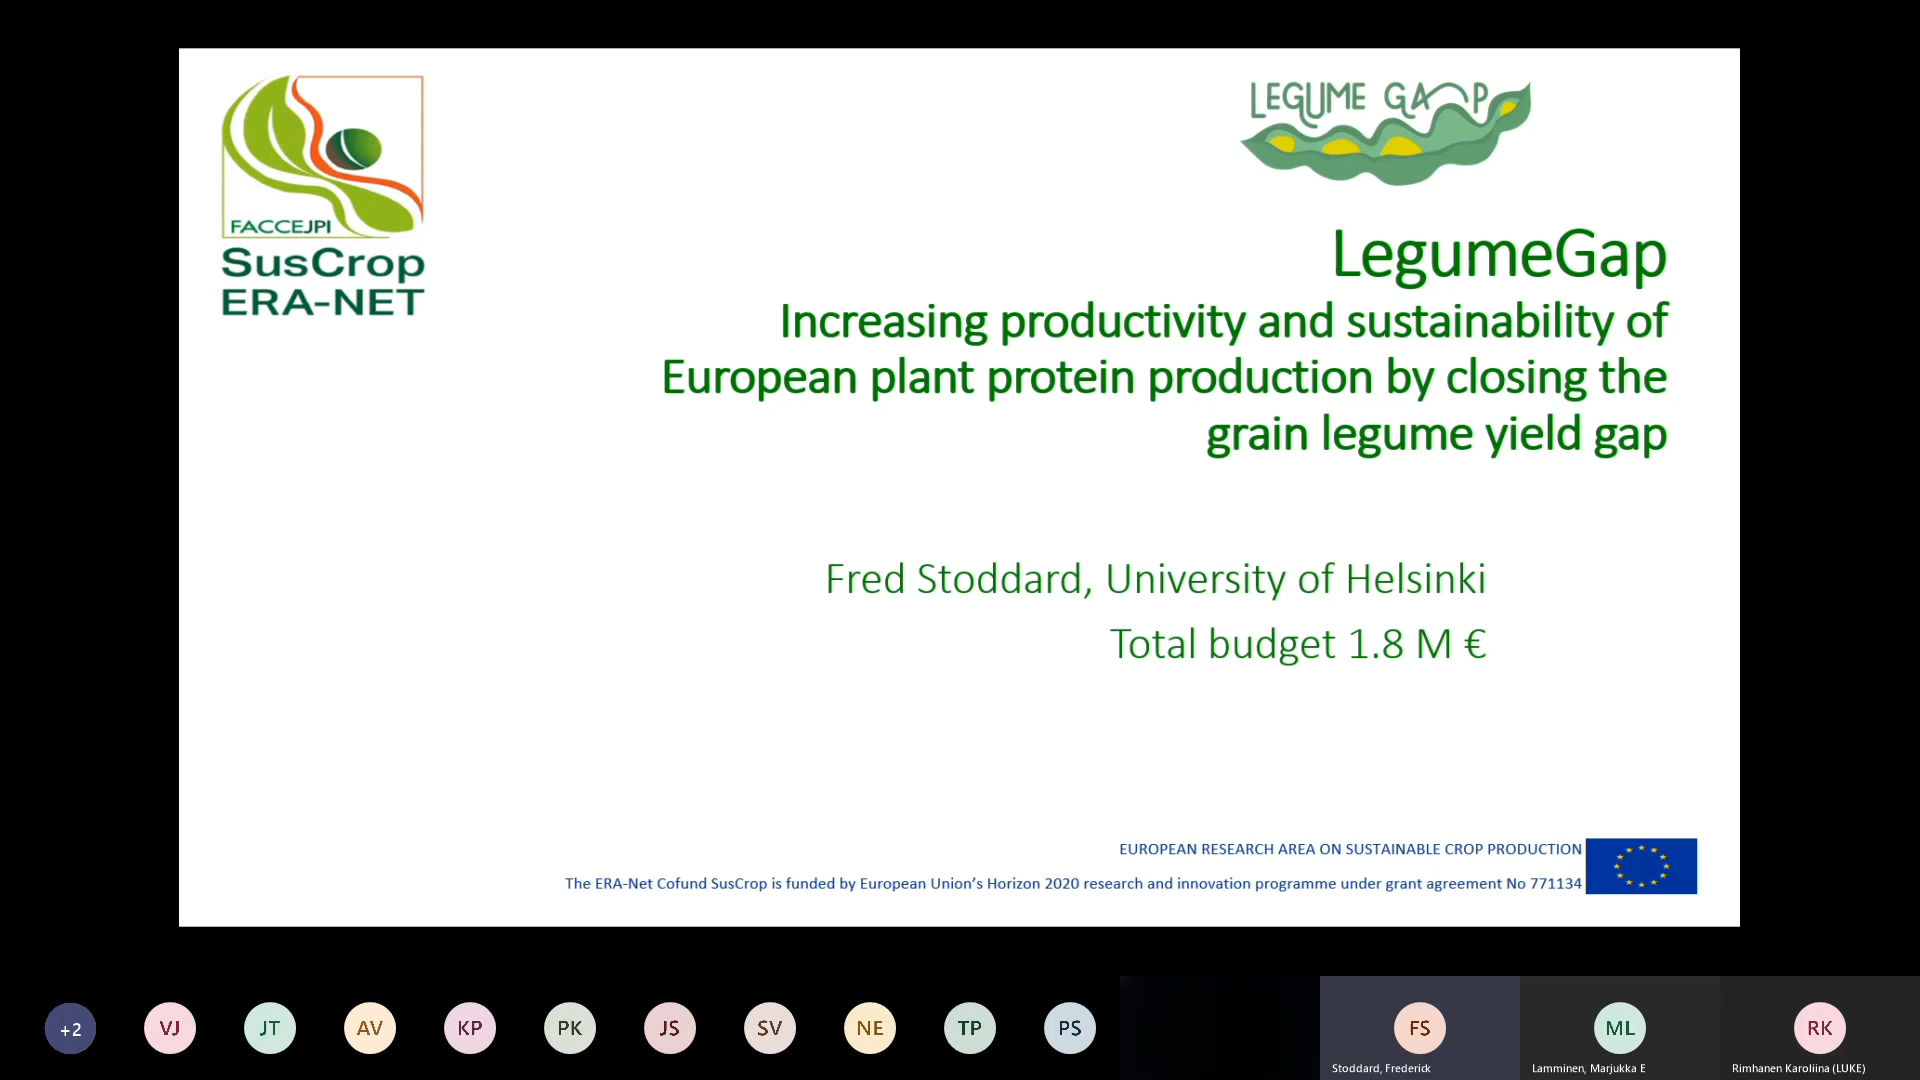 FACCEJPI
SusCrop
ERA-NET
LEGUME GAP
LegumeGap
Increasing productivity and sustainability of
European plant protein production by closing the
grain legume yield gap
Fred Stoddard, University of Helsinki
Total budget 1.8 M €
EUROPEAN RESEARCH AREA ON SUSTAINABLE CROP PRODUCTION
The ERA-Net Cofund SusCrop is funded by European Union's Horizon 2020 research and innovation programme under grant agreement No 771134
+2 VJ JT AV KP PK JS SV NE TP PS FS ML RK
Stoddard, Frederick Lamminen, Marjukka E Rimhanen Karoliina (LUKE)